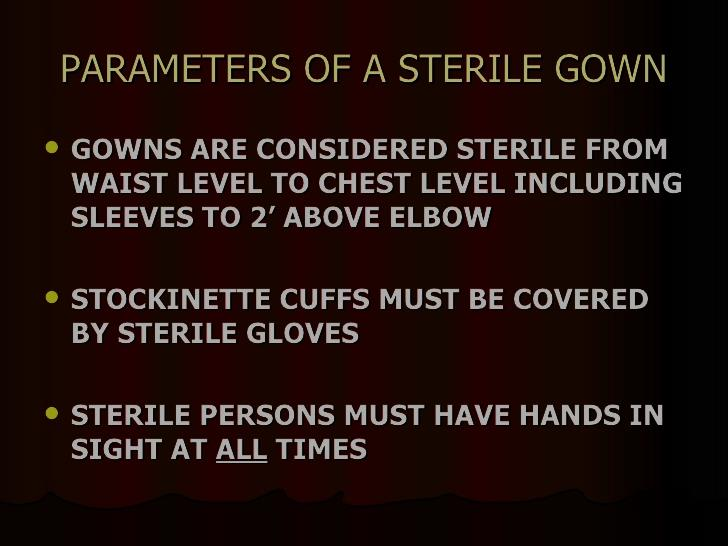 PARAMETERS OF A STERILE GOWN
GOWNS ARE CONSIDERED STERILE FROM
WAIST LEVEL TO CHEST LEVEL INCLUDING
SLEEVES TO 2’ ABOVE ELBOW
STOCKINETTE CUFFS MUST BE COVERED
BY STERILE GLOVES
STERILE PERSONS MUST HAVE HANDS IN
SIGHT AT ALL TIMES